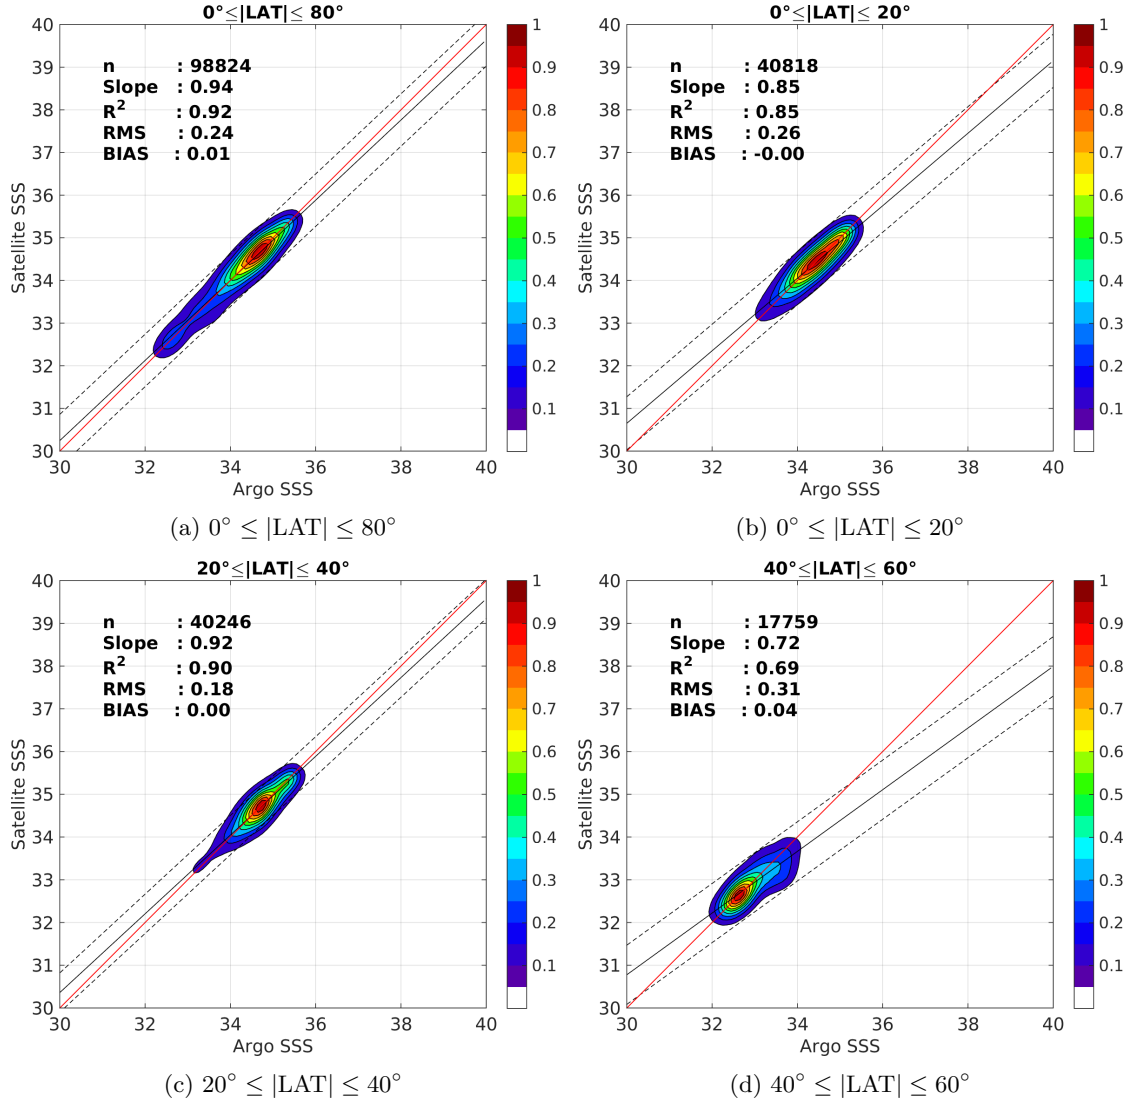 0°≤|LAT|≤ 80°
n : 98824
Slope : 0.94
R² : 0.92
RMS : 0.24
BIAS : 0.01
Satellite SSS
40
39
38
37
36
35
34
33
32
31
30
30 32 34 36 38 40
Argo SSS
1
0.9
0.8
0.7
0.6
0.5
0.4
0.3
0.2
0.1
(a) 0° ≤ |LAT| ≤ 80°
0°≤|LAT|≤ 20°
n : 40818
Slope : 0.85
R² : 0.85
RMS : 0.26
BIAS : -0.00
Satellite SSS
40
39
38
37
36
35
34
33
32
31
30
30 32 34 36 38 40
Argo SSS
1
0.9
0.8
0.7
0.6
0.5
0.4
0.3
0.2
0.1
(b) 0° ≤ |LAT| ≤ 20°
20°≤|LAT|≤ 40°
n : 40246
Slope : 0.92
R² : 0.90
RMS : 0.18
BIAS : 0.00
Satellite SSS
40
39
38
37
36
35
34
33
32
31
30
30 32 34 36 38 40
Argo SSS
1
0.9
0.8
0.7
0.6
0.5
0.4
0.3
0.2
0.1
(c) 20° ≤ |LAT| ≤ 40°
40°≤|LAT|≤ 60°
n : 17759
Slope : 0.72
R² : 0.69
RMS : 0.31
BIAS : 0.04
Satellite SSS
40
39
38
37
36
35
34
33
32
31
30
30 32 34 36 38 40
Argo SSS
1
0.9
0.8
0.7
0.6
0.5
0.4
0.3
0.2
0.1
(d) 40° ≤ |LAT| ≤ 60°